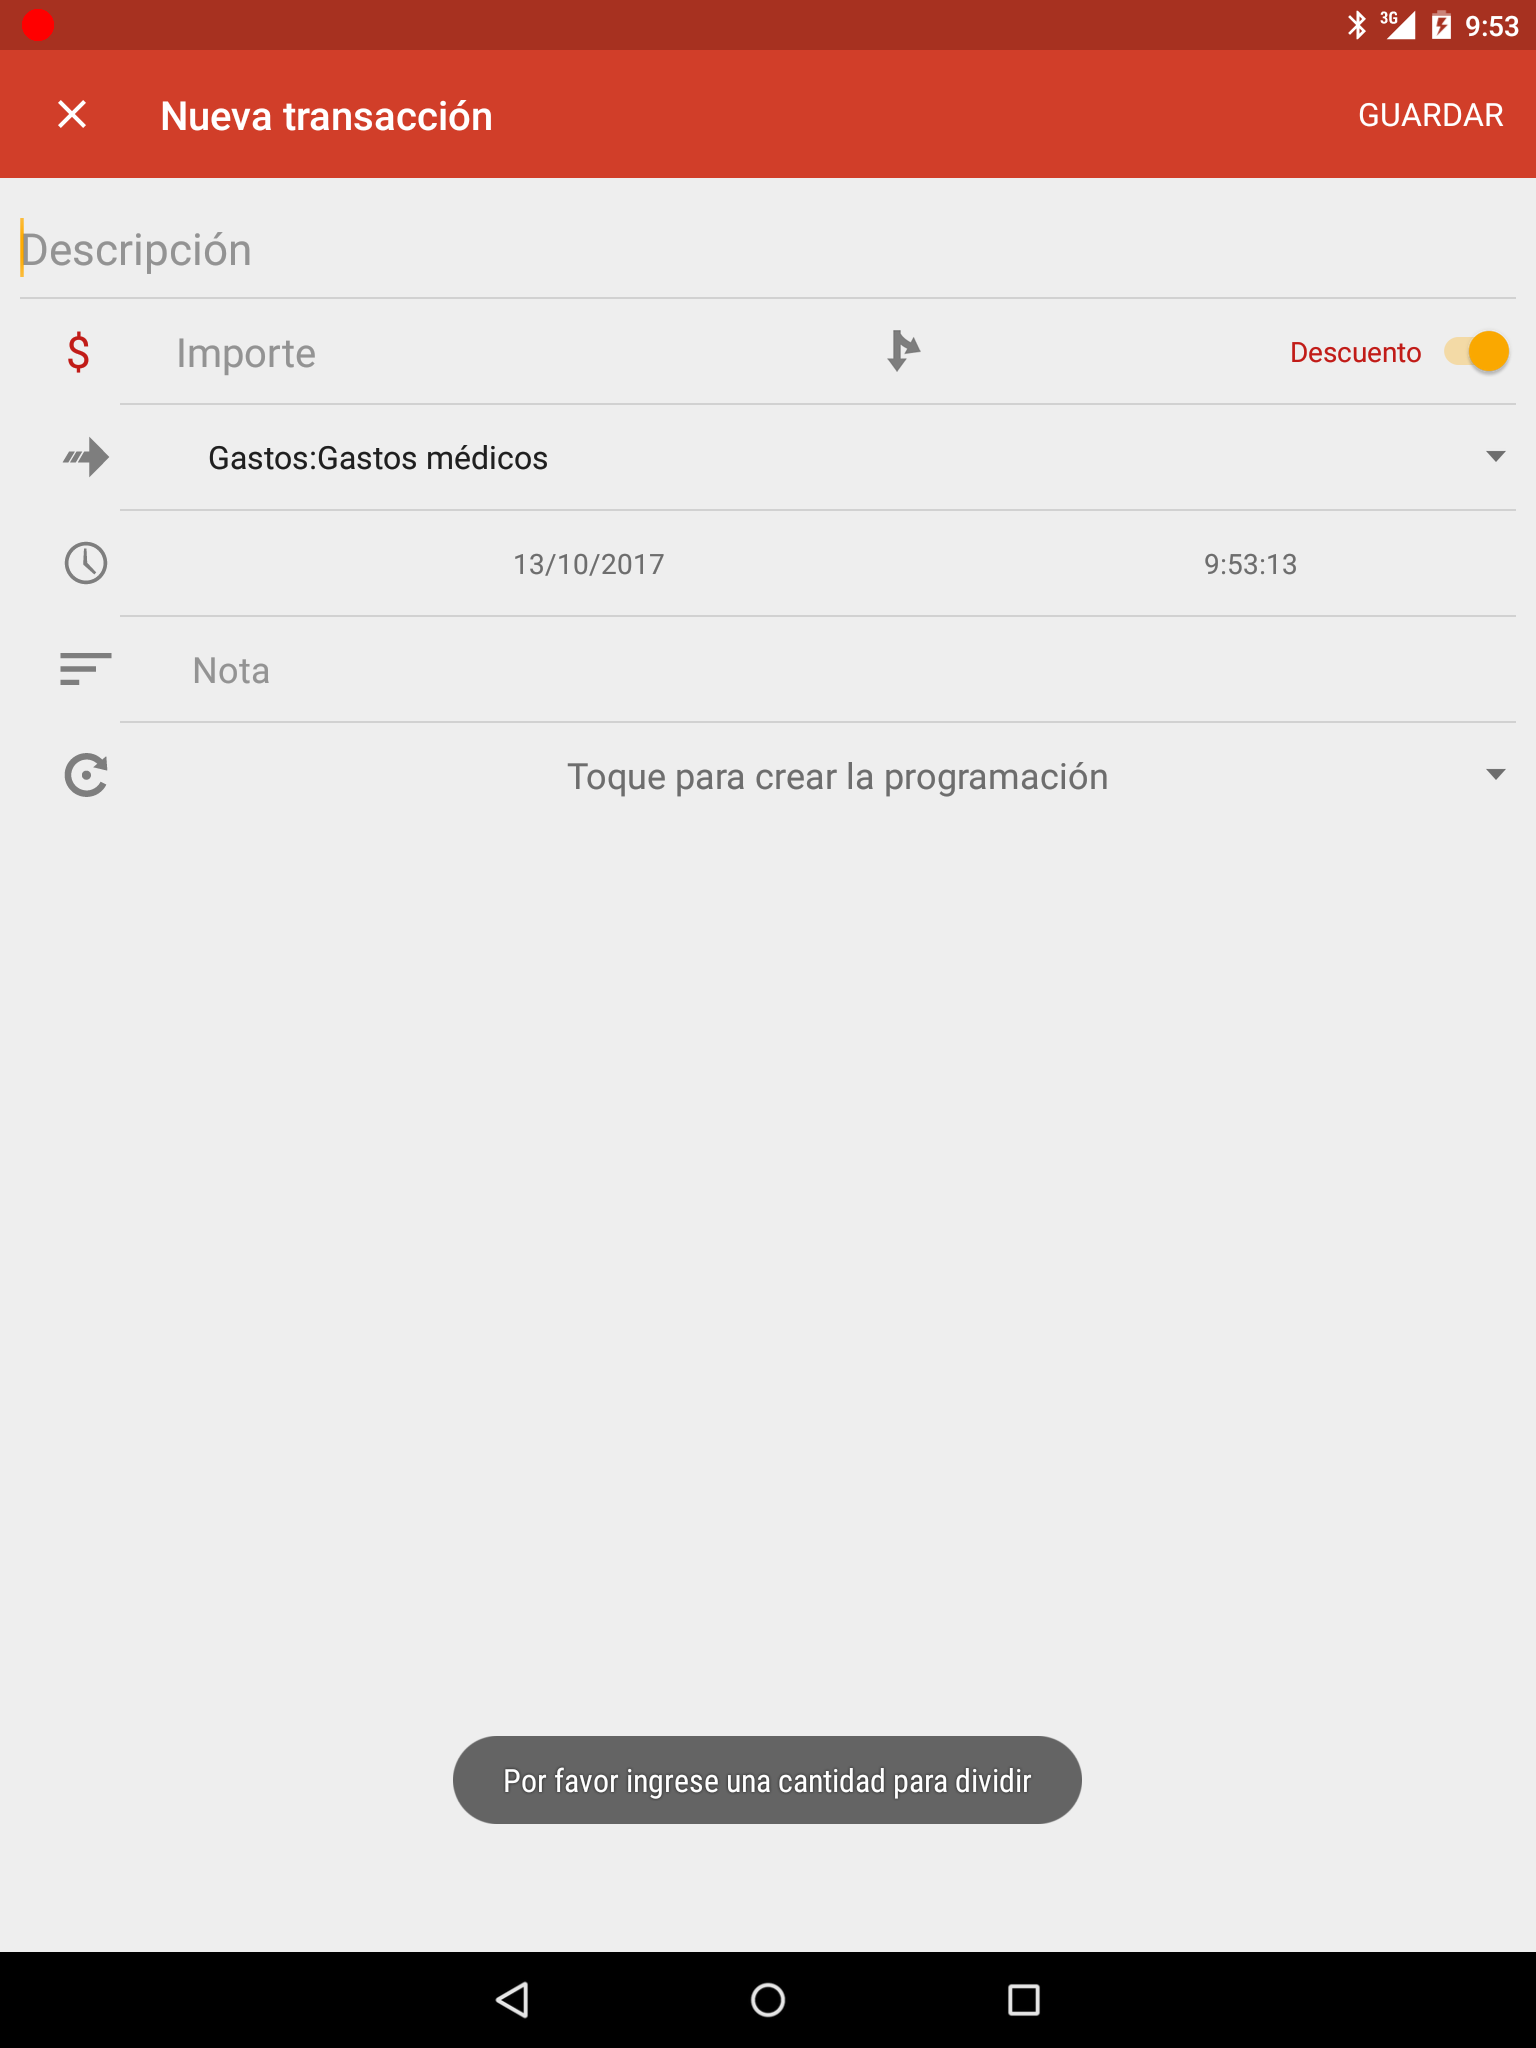 3G 9:53
Nueva transacción GUARDAR
Descripción
$ Importe Descuento
Gastos:Gastos médicos
13/10/2017 9:53:13
Nota
Toque para crear la programación
Por favor ingrese una cantidad para dividir